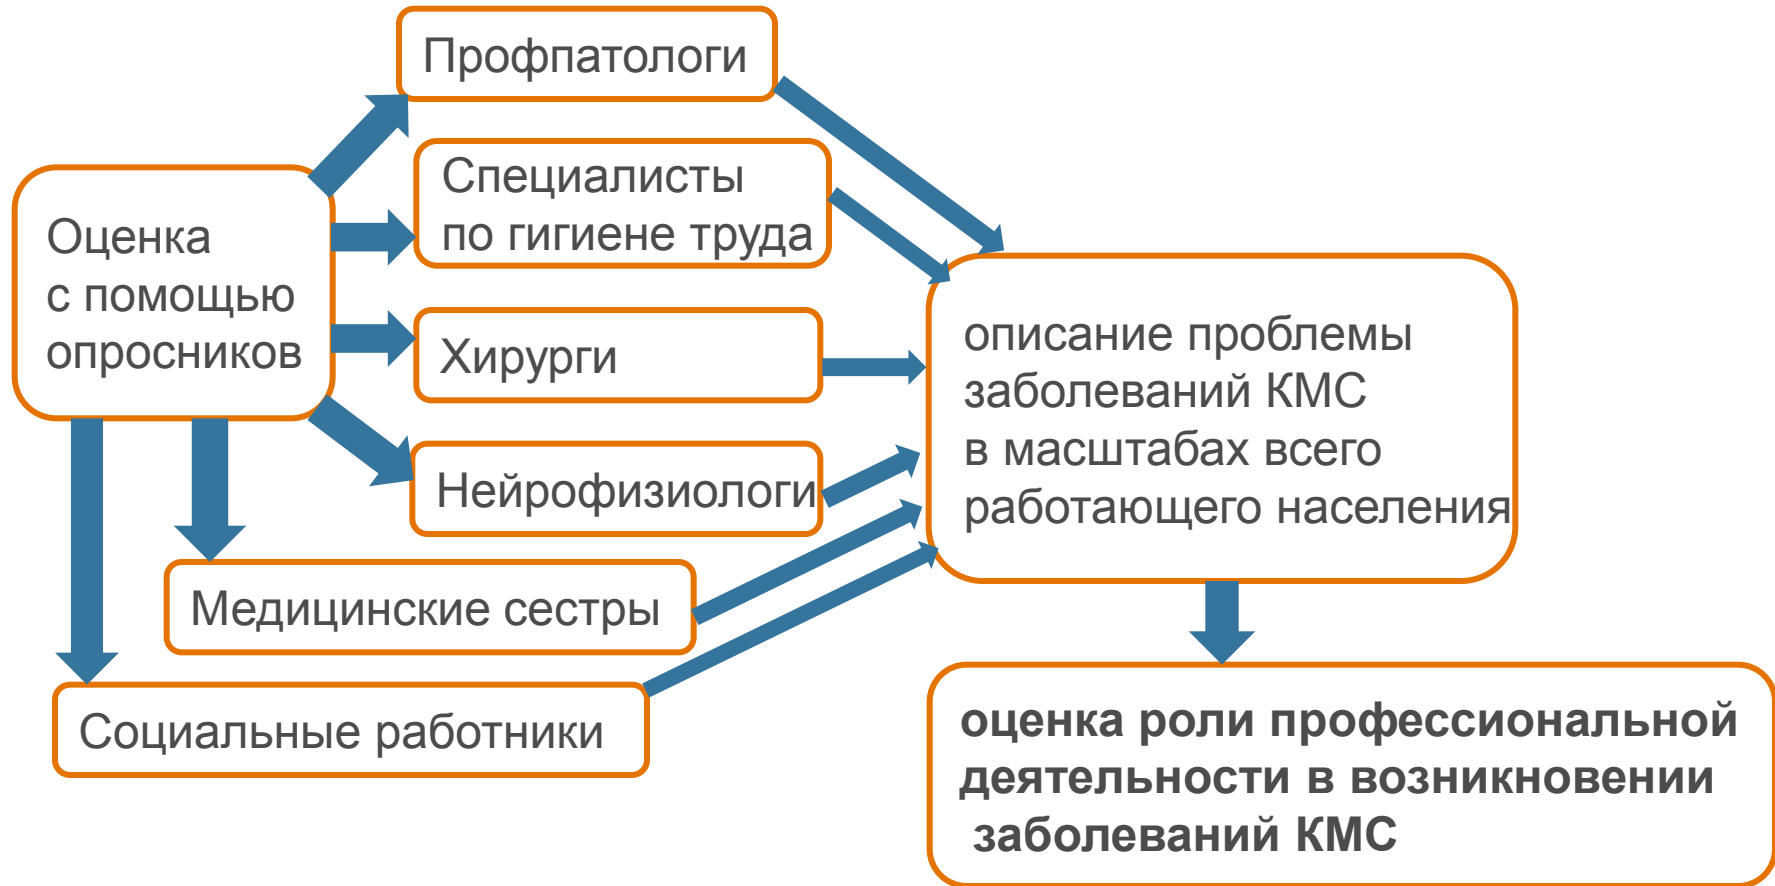 Профпатологи
Специалисты
по гигиене труда
Оценка
с помощью
опросников
Хирурги
Нейрофизиологи
Медицинские сестры
Социальные работники
описание проблемы
заболеваний КМС
в масштабах всего
работающего населения
оценка роли профессиональной
деятельности в возникновении
заболеваний КМС